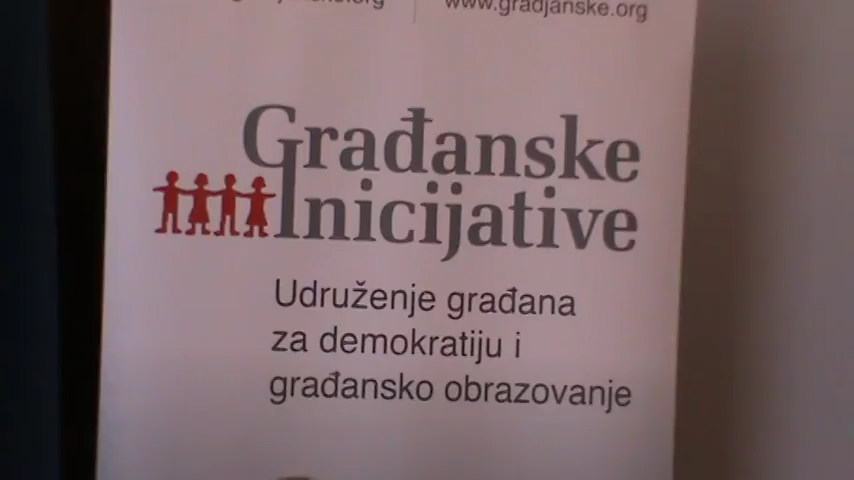 www.gradjanske.org
Građanske
Inicijative
Udruženje građana
za demokratiju i
građansko obrazovanje